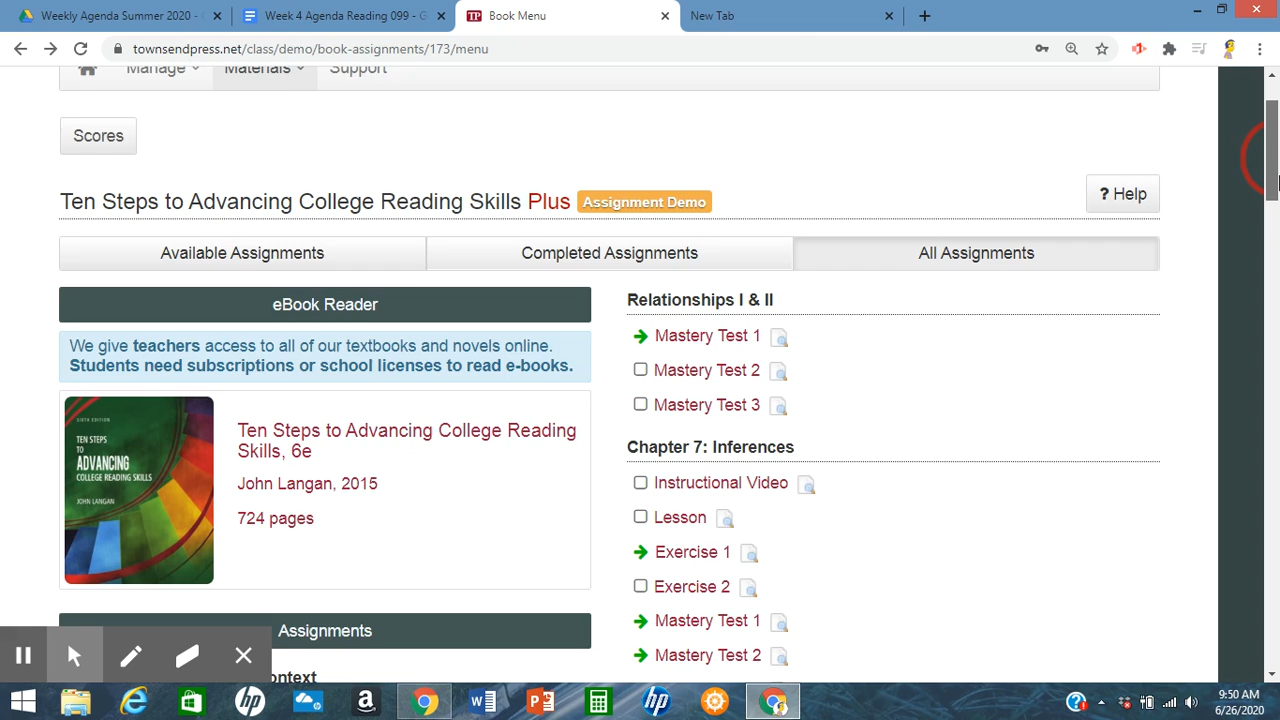 Weekly Agenda Summer 2020 -
Week 4 Agenda Reading 099 - G
Book Menu
New Tab
townsendpress.net/class/demo/book-assignments/173/menu
Manage
Materials
Support
Scores
Ten Steps to Advancing College Reading Skills Plus Assignment Demo
? Help
Available Assignments
Completed Assignments
All Assignments
eBook Reader
We give teachers access to all of our textbooks and novels online.
Students need subscriptions or school licenses to read e-books.
SIXTH EDITION
TEN STEPS
TO
ADVANCING
COLLEGE READING SKILLS
JOHN LANGAN
Ten Steps to Advancing College Reading
Skills, 6e
John Langan, 2015
724 pages
Assignments
ontext
Relationships I & II
Mastery Test 1
Mastery Test 2
Mastery Test 3
Chapter 7: Inferences
Instructional Video
Lesson
Exercise 1
Exercise 2
Mastery Test 1
Mastery Test 2
9:50 AM
6/26/2020